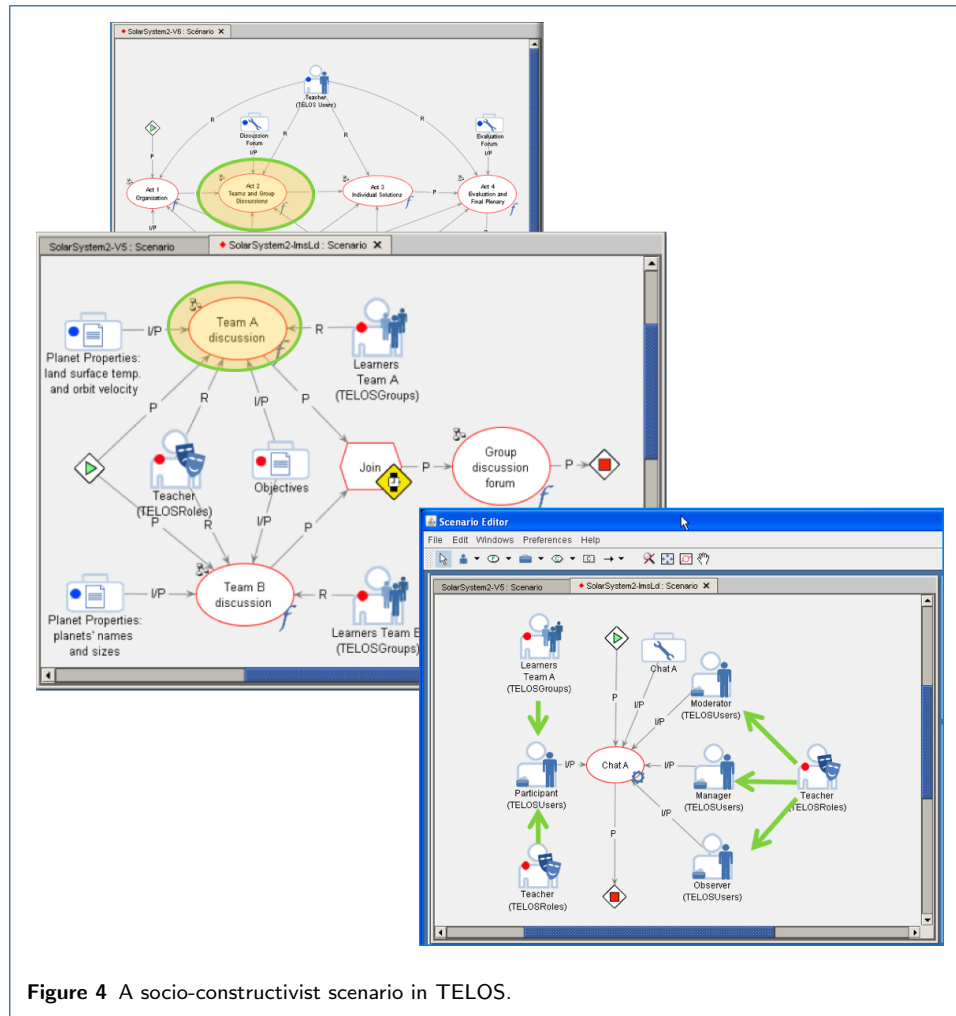 SolarSystem2-V6 : Scénario
Teacher
(TELOS Users)
R
R
R
R
Discussion
Forum
Evaluation
Forum
P
I/P
I/P
Act 1
Organization
Act 2
Teams and Group
Discussions
Act 3
Individual Solutions
P
Act 4
Evaluation and
Final Plenary
I/P
SolarSystem2-V5 : Scenario
SolarSystem2-ImsLd : Scenario
Team A
discussion
I/P
R
Planet Properties:
land surface temp.
and orbit velocity
Learners
Team A
(TELOSGroups)
P
R
I/P
P
Teacher
(TELOSRoles)
Objectives
Join
P
Group
discussion
forum
P
P
R
I/P
P
Team B
discussion
I/P
R
Planet Properties:
planets' names
and sizes
Learners Team B
(TELOSGroups)
Scenario Editor
File Edit Windows Preferences Help
SolarSystem2-V5 : Scenario
SolarSystem2-ImsLd : Scenario
Learners
Team A
(TELOSGroups)
Chat A
Moderator
(TELOSUsers)
P
I/P
I/P
Participant
(TELOSUsers)
I/P
Chat A
I/P
Manager
(TELOSUsers)
Teacher
(TELOSRoles)
P
I/P
Teacher
(TELOSRoles)
Observer
(TELOSUsers)
Figure 4 A socio-constructivist scenario in TELOS.